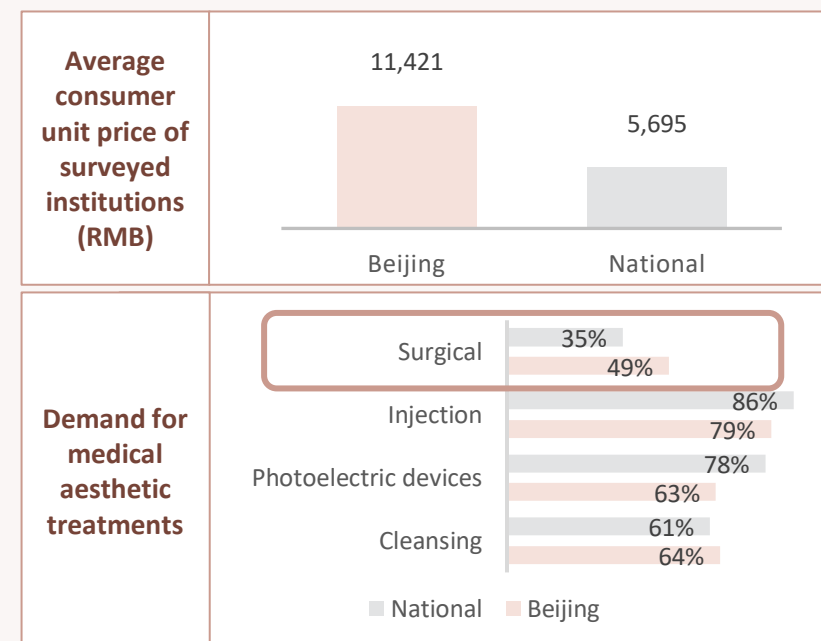 Average
consumer
unit price of
surveyed
institutions
(RMB)
11,421
5,695
Beijing
National
Demand for
medical
aesthetic
treatments
Surgical
35%
49%
Injection
86%
79%
Photoelectric devices
78%
63%
Cleansing
61%
64%
National
Beijing